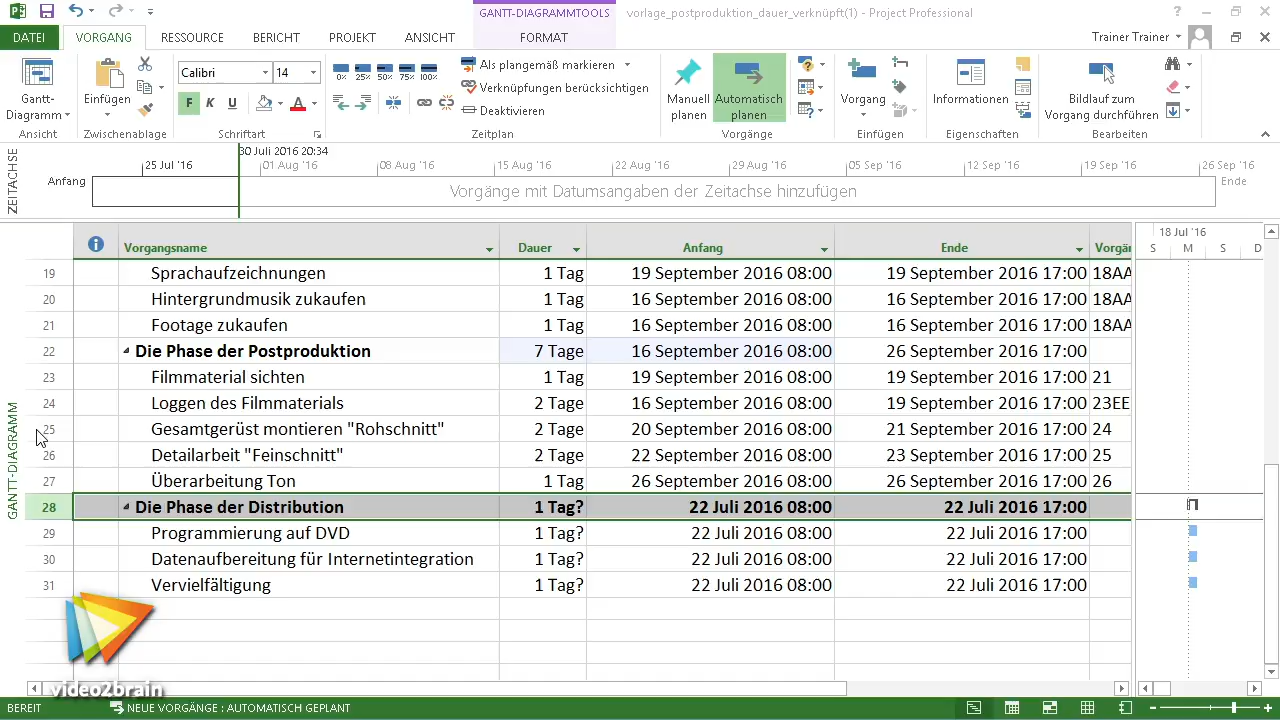 GANTT-DIAGRAMMTOOLS
vorlage_postproduktion_dauer_verknüpft1) - Project Professional
DATEI VORGANG RESSOURCE BERICHT PROJEKT ANSICHT FORMAT
Trainer Trainer
Gantt-
Diagramm
Einfügen
Calibri 14
F K U
0% 25% 50% 75% 100%
Als plangemäß markieren
Verknüpfungen berücksichtigen
Deaktivieren
Manuell
planen
Automatisch
planen
Vorgang
Informationen
Bildlauf zum
Vorgang durchführen
Ansicht Zwischenablage Schriftart Zeitplan Vorgänge Einfügen Eigenschaften Bearbeiten
ZEITACHSE
30 Juli 2016 20:34
25 Jul '16 01 Aug '16 08 Aug '16 15 Aug '16 22 Aug '16 29 Aug '16 05 Sep '16 12 Sep '16 19 Sep '16 26 Sep '16
Anfang
Vorgänge mit Datumsangaben der Zeitachse hinzufügen
Ende
GANTT-DIAGRAMM
Vorgangsname Dauer Anfang Ende Vorgän
18 Jul '16
S M S D
19 Sprachaufzeichnungen 1 Tag 19 September 2016 08:00 19 September 2016 17:00 18AA
20 Hintergrundmusik zukaufen 1 Tag 16 September 2016 08:00 16 September 2016 17:00 18AA
21 Footage zukaufen 1 Tag 16 September 2016 08:00 16 September 2016 17:00 18AA
22 Die Phase der Postproduktion 7 Tage 16 September 2016 08:00 26 September 2016 17:00
23 Filmmaterial sichten 1 Tag 19 September 2016 08:00 19 September 2016 17:00 21
24 Loggen des Filmmaterials 2 Tage 16 September 2016 08:00 19 September 2016 17:00 23EE
25 Gesamtgerüst montieren "Rohschnitt" 2 Tage 20 September 2016 08:00 21 September 2016 17:00 24
26 Detailarbeit "Feinschnitt" 2 Tage 22 September 2016 08:00 23 September 2016 17:00 25
27 Überarbeitung Ton 1 Tag 26 September 2016 08:00 26 September 2016 17:00 26
28 Die Phase der Distribution 1 Tag? 22 Juli 2016 08:00 22 Juli 2016 17:00
29 Programmierung auf DVD 1 Tag? 22 Juli 2016 08:00 22 Juli 2016 17:00
30 Datenaufbereitung für Internetintegration 1 Tag? 22 Juli 2016 08:00 22 Juli 2016 17:00
31 Vervielfältigung 1 Tag? 22 Juli 2016 08:00 22 Juli 2016 17:00
video2brain
BEREIT NEUE VORGÄNGE : AUTOMATISCH GEPLANT